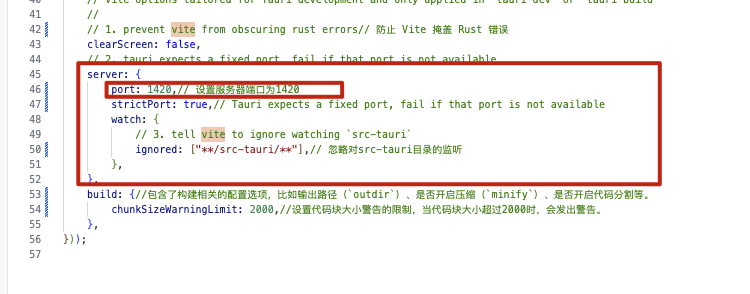 40 // Vite options tailored for Tauri development and only applied in `tauri dev` or `tauri build`
41 //
42 // 1. prevent vite from obscuring rust errors// 防止 Vite 掩盖 Rust 错误
43 clearScreen: false,
44 // 2. tauri expects a fixed port, fail if that port is not available
45 server: {
46 port: 1420,// 设置服务器端口为1420
47 strictPort: true,// Tauri expects a fixed port, fail if that port is not available
48 watch: {
49 // 3. tell vite to ignore watching `src-tauri`
50 ignored: ["**/src-tauri/**"],// 忽略对src-tauri目录的监听
51 },
52 },
53 build: {//包含了构建相关的配置选项，比如输出路径（`outdir`）、是否开启压缩（`minify`）、是否开启代码分割等。
54 chunkSizeWarningLimit: 2000,//设置代码块大小警告的限制，当代码块大小超过2000时，会发出警告。
55 },
56 }));
57